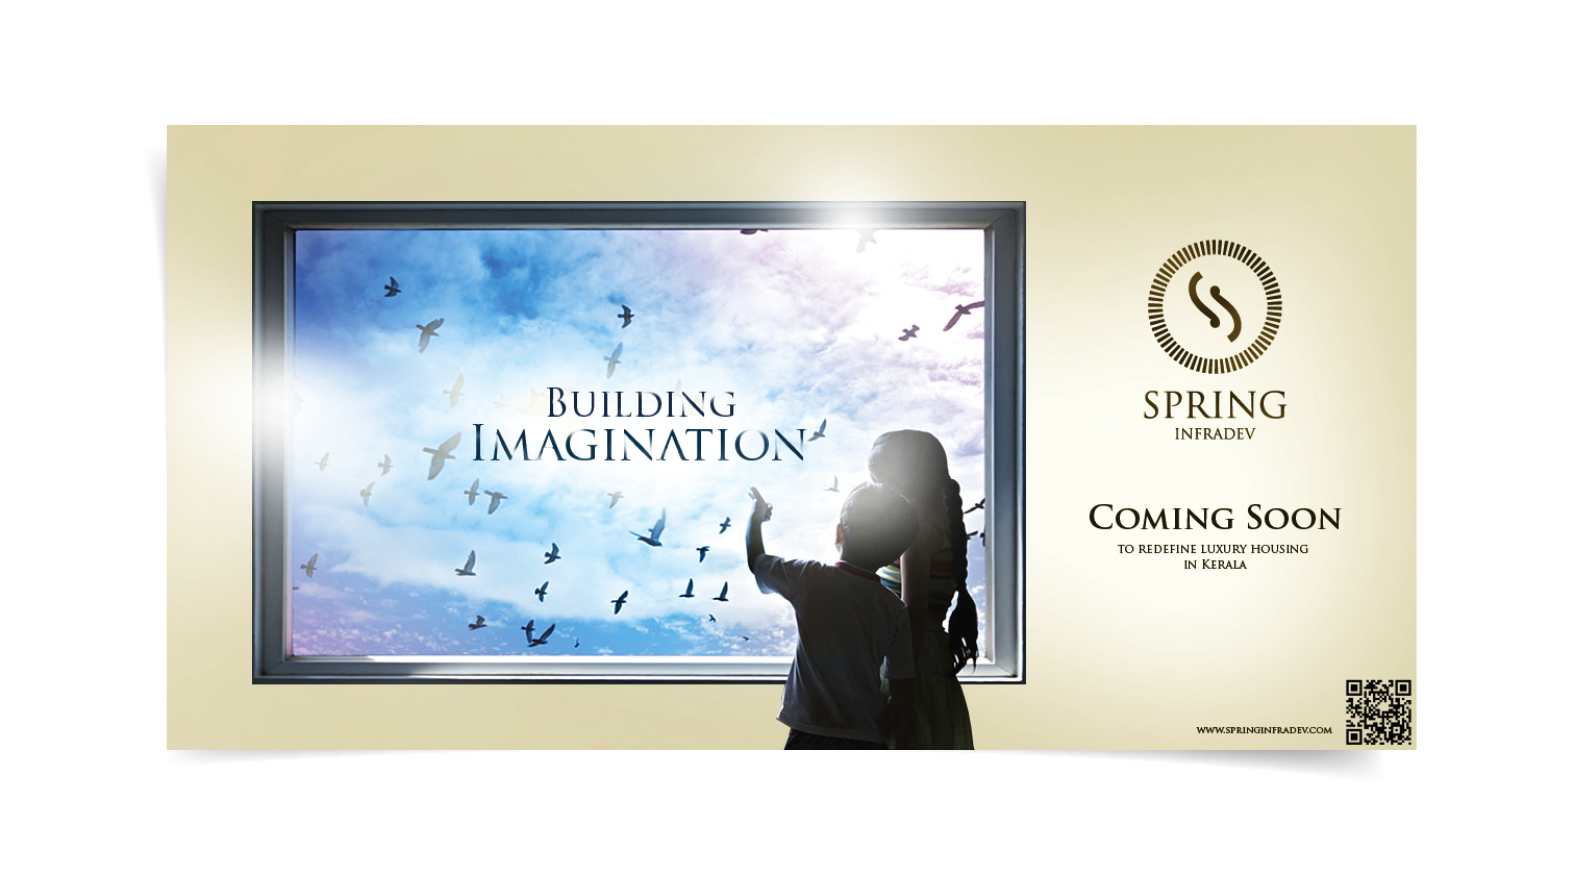 Building
Imagination
SPRING
INFRADEV
Coming Soon
to redefine luxury housing
in Kerala
www.springinfradev.com